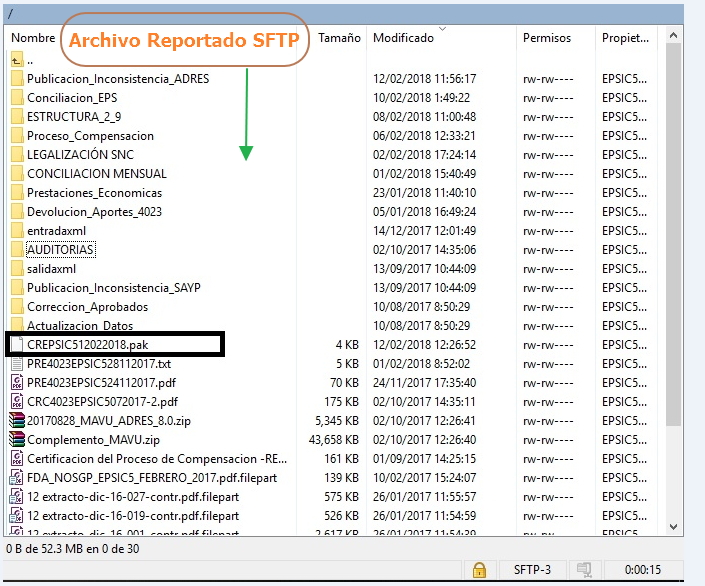 /
Nombre Archivo Reportado SFTP Tamaño Modificado Permisos Propiet...
..
Publicacion_Inconsistencia_ADRES 12/02/2018 11:56:17 rw-rw---- EPSIC5...
Conciliacion_EPS 10/02/2018 1:49:22 rw-rw---- EPSIC5...
ESTRUCTURA_2_9 08/02/2018 11:00:48 rw-rw---- EPSIC5...
Proceso_Compensacion 06/02/2018 12:33:21 rw-rw---- EPSIC5...
LEGALIZACIÓN SNC 02/02/2018 17:24:14 rw-rw---- EPSIC5...
CONCILIACION MENSUAL 01/02/2018 15:40:49 rw-rw---- EPSIC5...
Prestaciones_Economicas 23/01/2018 11:40:10 rw-rw---- EPSIC5...
Devolucion_Aportes_4023 05/01/2018 16:49:24 rw-rw---- EPSIC5...
entradaxml 14/12/2017 12:01:49 rw-rw---- EPSIC5...
AUDITORIAS 02/10/2017 14:35:06 rw-rw---- EPSIC5...
salidaxml 13/09/2017 10:44:09 rw-rw---- EPSIC5...
Publicacion_Inconsistencia_SAYP 13/09/2017 10:44:09 rw-rw---- EPSIC5...
Correccion_Aprobados 10/08/2017 8:50:29 rw-rw---- EPSIC5...
Actualizacion_Datos 10/08/2017 8:50:29 rw-rw---- EPSIC5...
CREPSIC512022018.pak 4 KB 12/02/2018 12:26:52 rw-rw---- EPSIC5...
PRE4023EPSIC528112017.txt 5 KB 01/02/2018 8:52:02 rw-rw---- EPSIC5...
PRE4023EPSIC524112017.pdf 70 KB 24/11/2017 17:35:40 rw-rw---- EPSIC5...
CRC4023EPSIC5072017-2.pdf 175 KB 02/10/2017 14:35:11 rw-rw---- EPSIC5...
20170828_MAVU_ADRES_8.0.zip 5,345 KB 02/10/2017 12:26:41 rw-rw---- EPSIC5...
Complemento_MAVU.zip 43,658 KB 02/10/2017 12:26:40 rw-rw---- EPSIC5...
Certificacion del Proceso de Compensacion -RE... 161 KB 01/09/2017 14:25:15 rw-rw---- EPSIC5...
FDA_NOSGP_EPSIC5_FEBRERO_2017.pdf.filepart 139 KB 10/02/2017 15:24:07 rw-rw---- EPSIC5...
12 extracto-dic-16-027-contr.pdf.filepart 575 KB 26/01/2017 11:55:57 rw-rw---- EPSIC5...
12 extracto-dic-16-019-contr.pdf.filepart 526 KB 26/01/2017 11:54:59 rw-rw---- EPSIC5...
12 extracto-dic-16-001-contr.pdf.filepart 2,617 KB 26/01/2017 11:54:39 rw-rw---- EPSIC5...
0 B de 52.3 MB en 0 de 30
SFTP-3 0:00:15